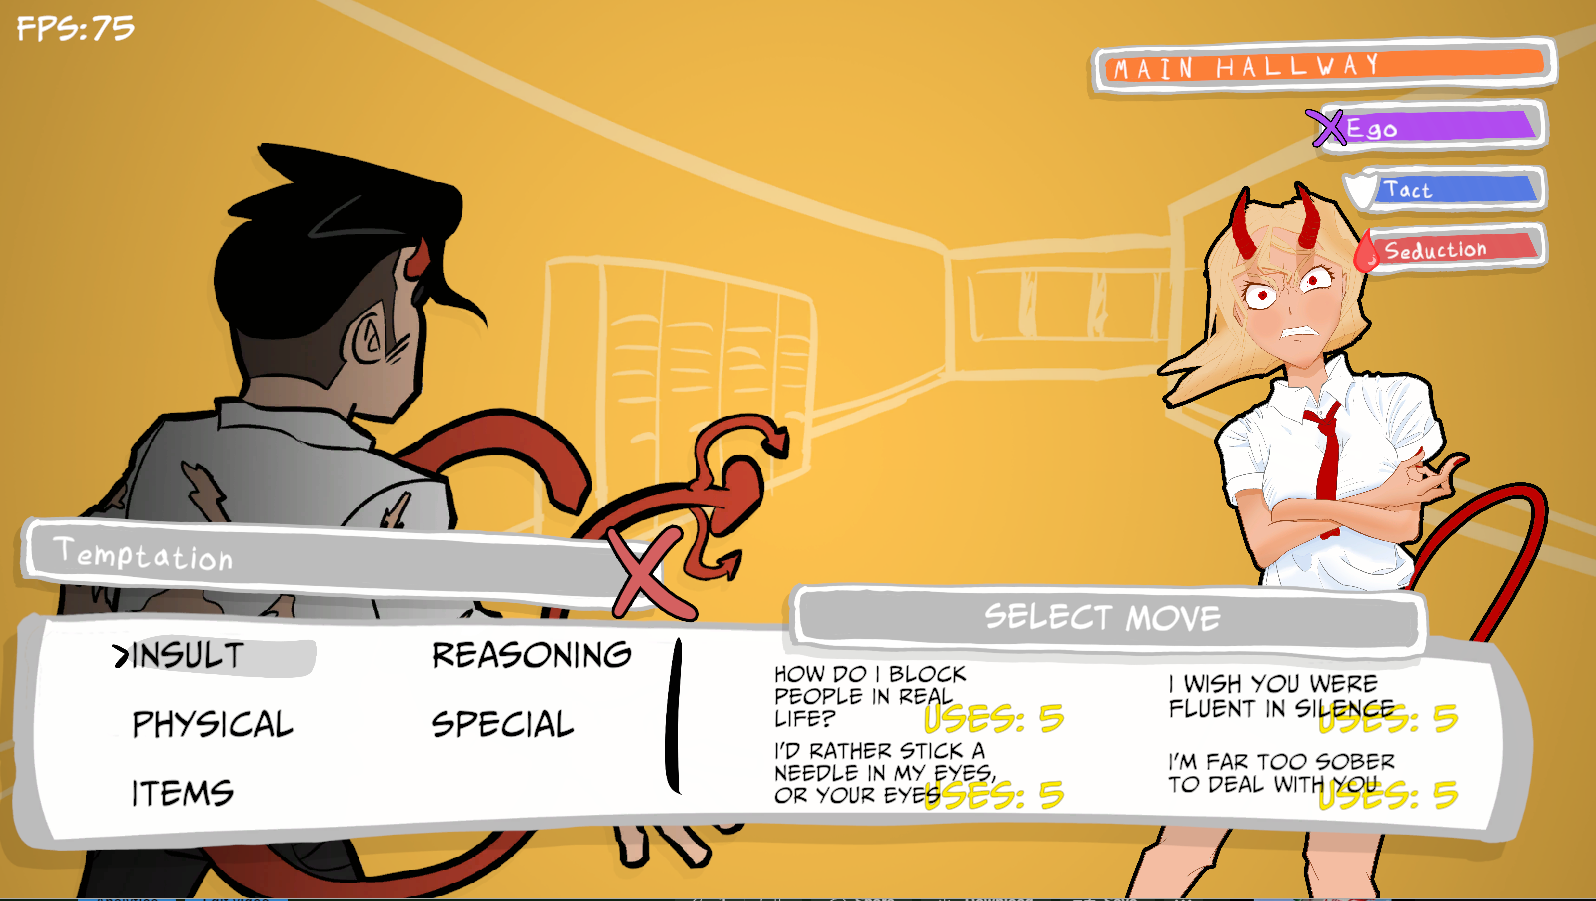 FPS: 75
MAIN HALLWAY
Ego
Tact
Seduction
Temptation
SELECT MOVE
>INSULT
REASONING
PHYSICAL
SPECIAL
ITEMS
HOW DO I BLOCK
PEOPLE IN REAL
LIFE?
USES: 5
I WISH YOU WERE
FLUENT IN SILENCE
USES: 5
I'D RATHER STICK A
NEEDLE IN MY EYES,
OR YOUR EYES
USES: 5
I'M FAR TOO SOBER
TO DEAL WITH YOU
USES: 5